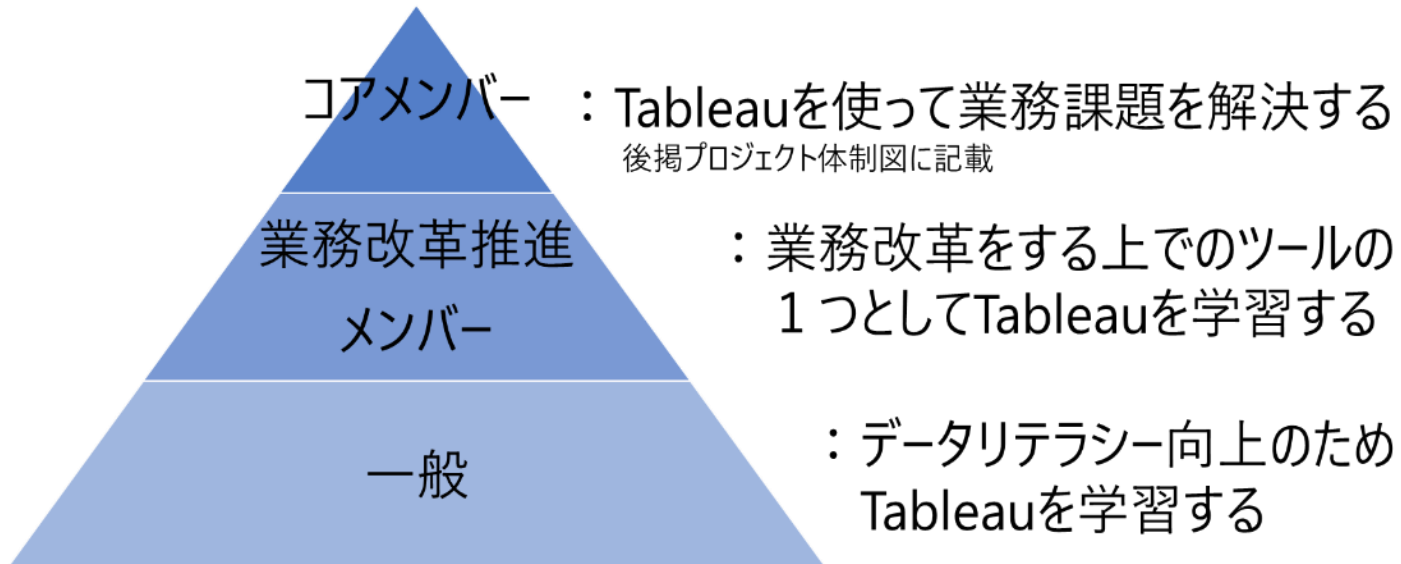 コアメンバー
：Tableauを使って業務課題を解決する
後掲プロジェクト体制図に記載
業務改革推進
メンバー
：業務改革をする上でのツールの
１つとしてTableauを学習する
一般
：データリテラシー向上のため
Tableauを学習する